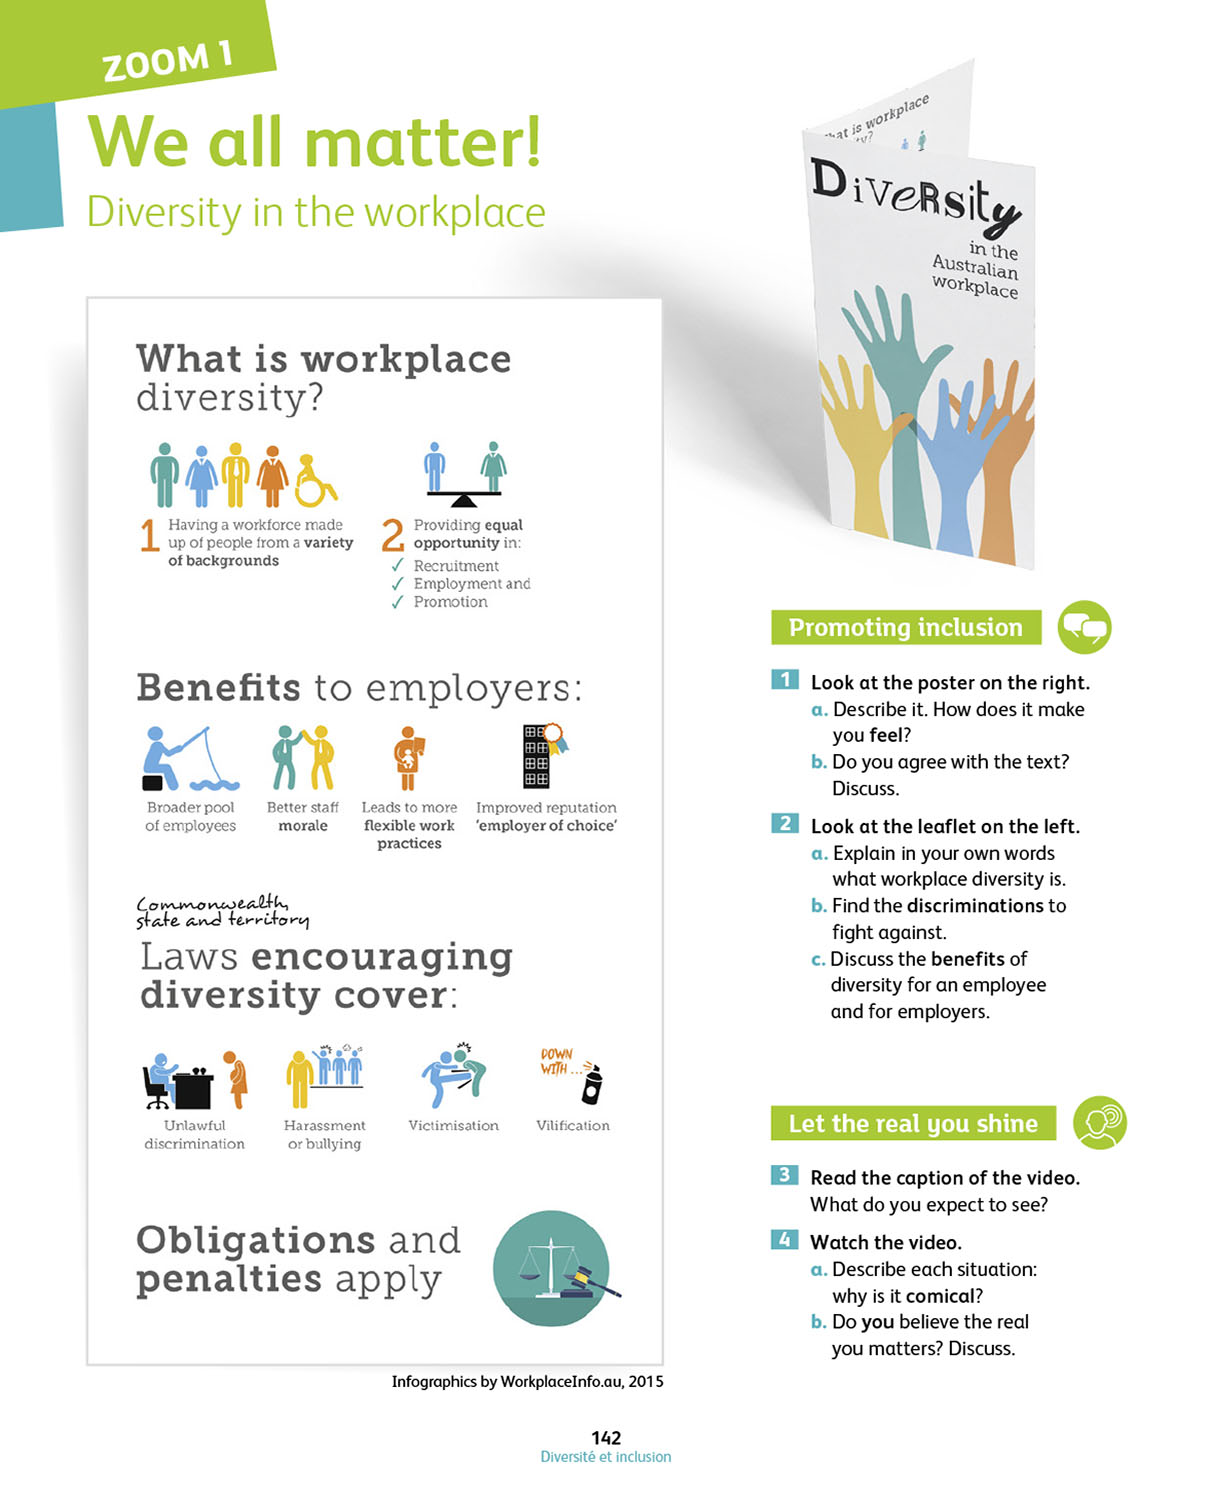 ZOOM 1
We all matter!
Diversity in the workplace
What is workplace
DiVeRsity
in the
Australian
workplace
What is workplace
diversity?
1 Having a workforce made
up of people from a variety
of backgrounds
2 Providing equal
opportunity in:
✓ Recruitment
✓ Employment and
✓ Promotion
Benefits to employers:
Broader pool
of employees
Better staff
morale
Leads to more
flexible work
practices
Improved reputation
‘employer of choice’
Commonwealth,
state and territory
Laws encouraging
diversity cover:
DOWN
WITH ...
Unlawful
discrimination
Harassment
or bullying
Victimisation
Vilification
Obligations and
penalties apply
Infographics by WorkplaceInfo.au, 2015
Promoting inclusion
1 Look at the poster on the right.
a. Describe it. How does it make
you feel?
b. Do you agree with the text?
Discuss.
2 Look at the leaflet on the left.
a. Explain in your own words
what workplace diversity is.
b. Find the discriminations to
fight against.
c. Discuss the benefits of
diversity for an employee
and for employers.
Let the real you shine
3 Read the caption of the video.
What do you expect to see?
4 Watch the video.
a. Describe each situation:
why is it comical?
b. Do you believe the real
you matters? Discuss.
142
Diversité et inclusion